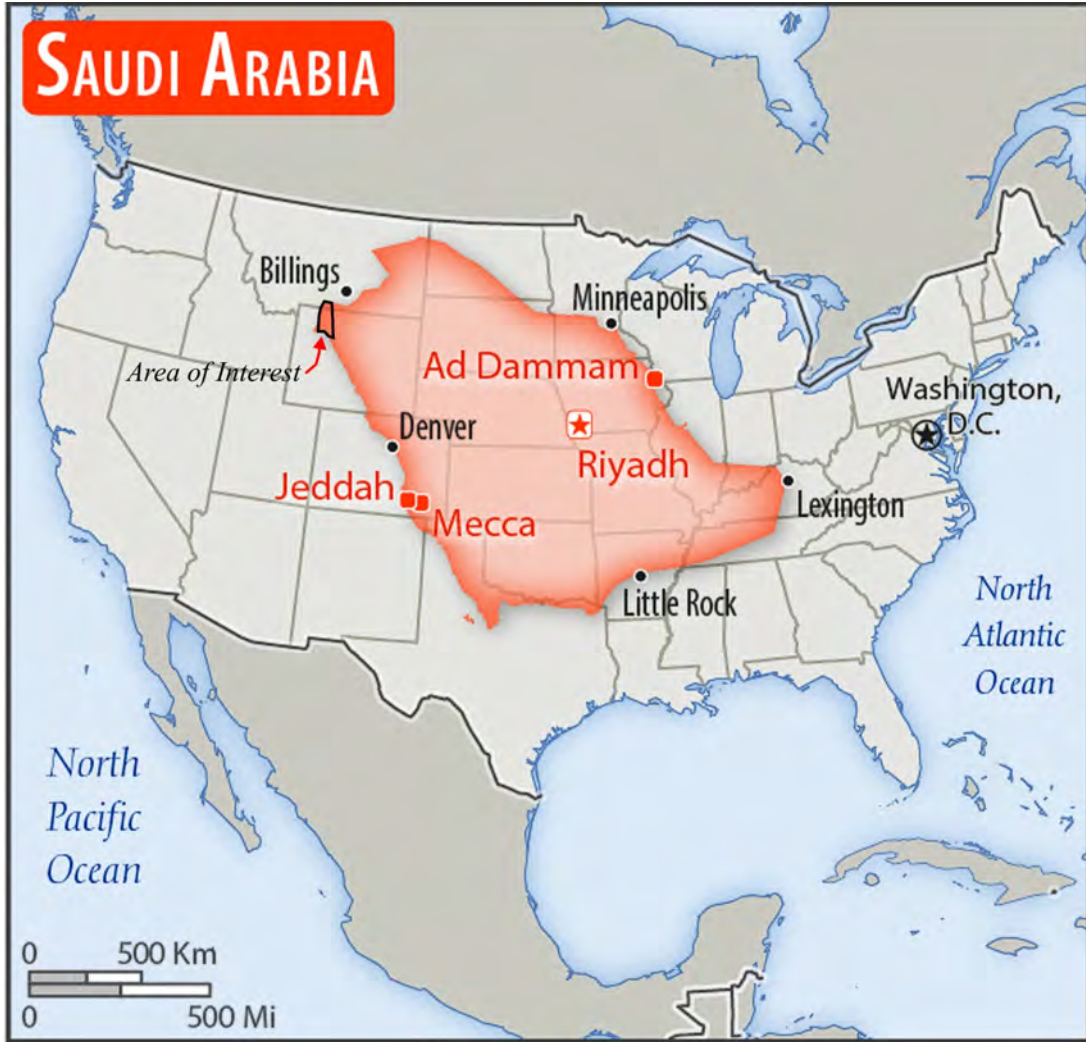 SAUDI ARABIA
Billings
Minneapolis
Area of Interest
Ad Dammam
Washington,
D.C.
Denver
Riyadh
Jeddah
Mecca
Lexington
Little Rock
North
Atlantic
Ocean
North
Pacific
Ocean
0 500 Km
0 500 Mi